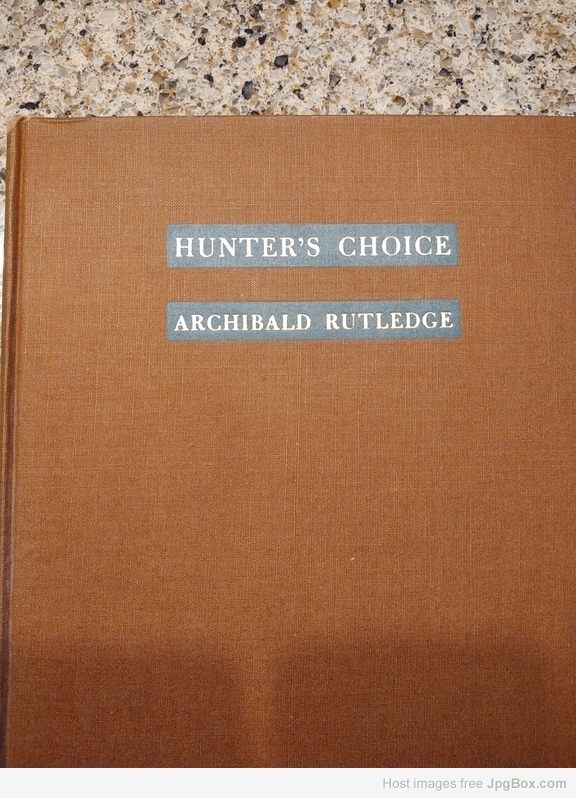 HUNTER'S CHOICE
ARCHIBALD RUTLEDGE
Host images free JpgBox.com